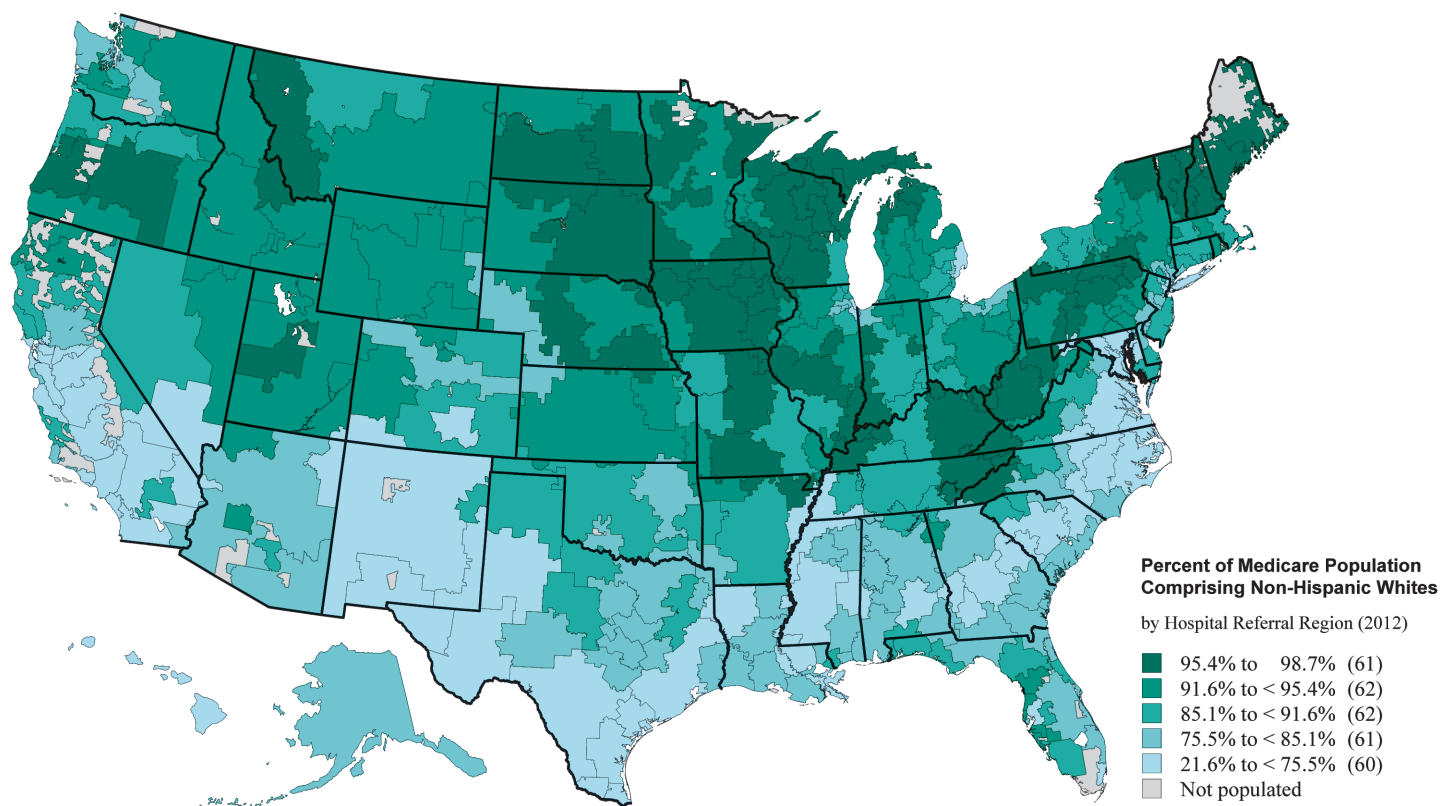 Percent of Medicare Population
Comprising Non-Hispanic Whites
by Hospital Referral Region (2012)
95.4% to 98.7% (61)
91.6% to < 95.4% (62)
85.1% to < 91.6% (62)
75.5% to < 85.1% (61)
21.6% to < 75.5% (60)
Not populated